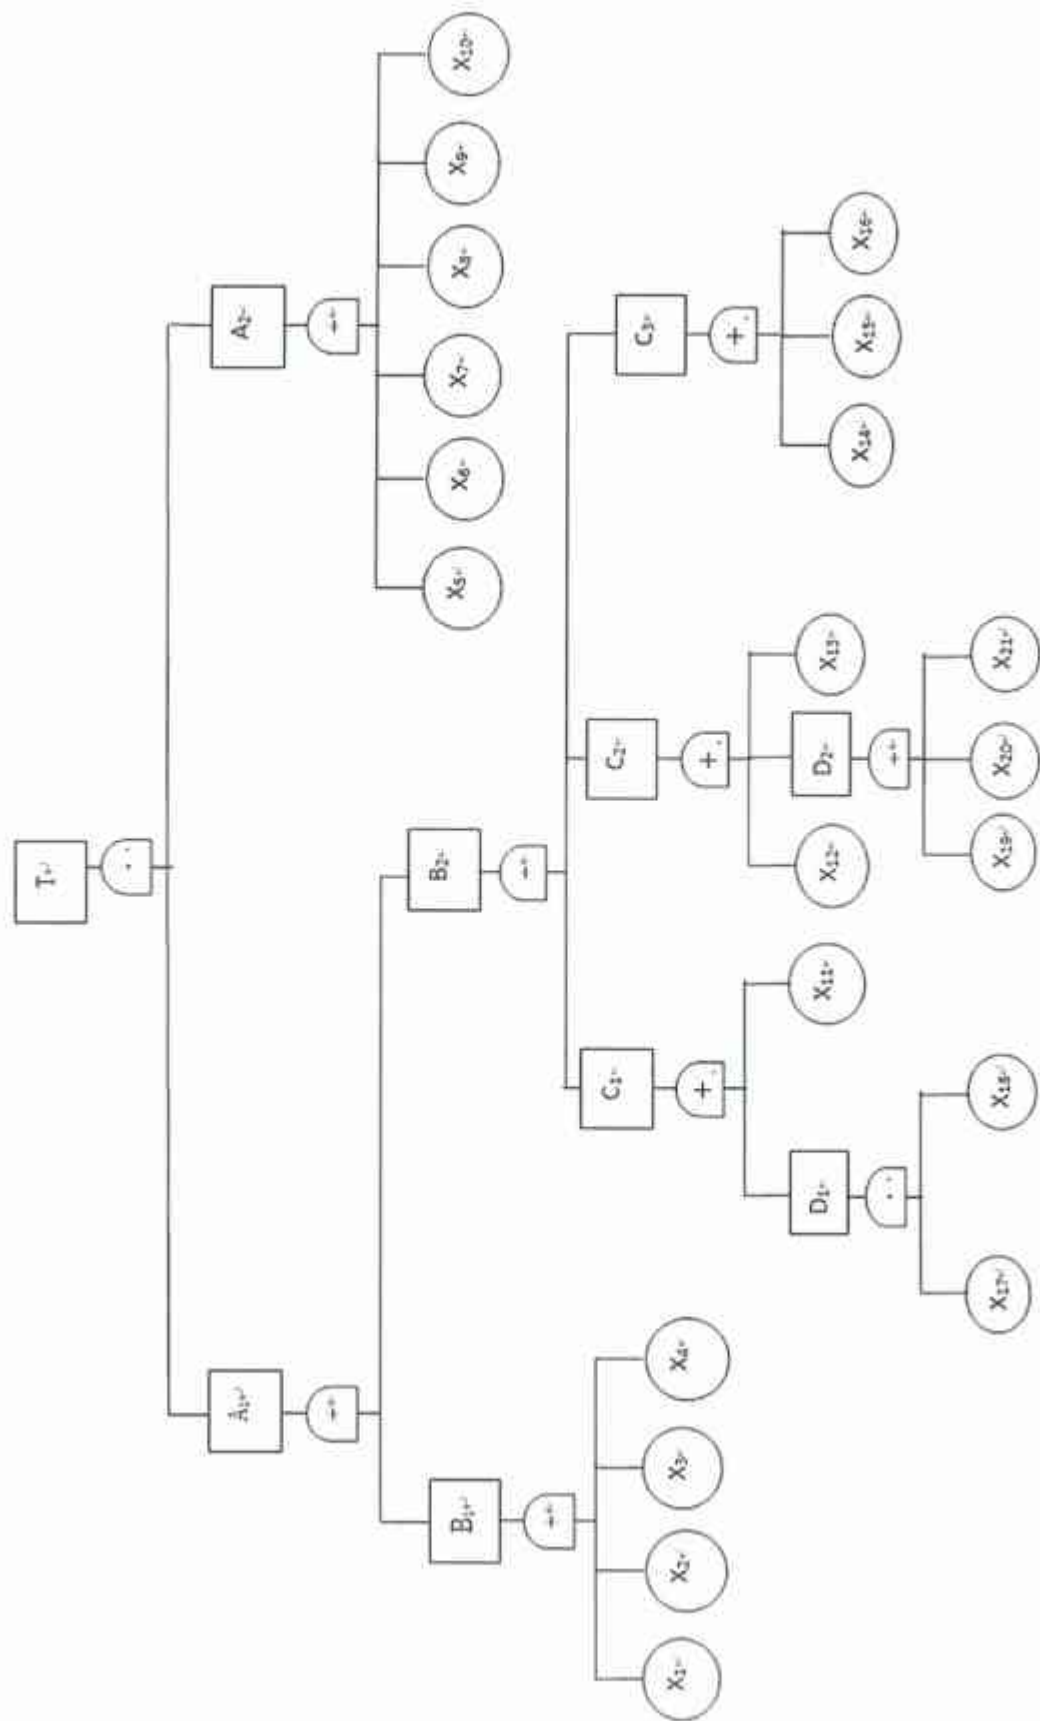 T
·
A₁
+
A₂
+
B₁
+
B₂
+
X₅
X₆
X₇
X₈
X₉
X₁₀
X₁
X₂
X₃
X₄
C₁
+
C₂
+
C₃
+
D₁
·
X₁₁
X₁₂
D₂
+
X₁₃
X₁₄
X₁₅
X₁₆
X₁₇
X₁₈
X₁₉
X₂₀
X₂₁